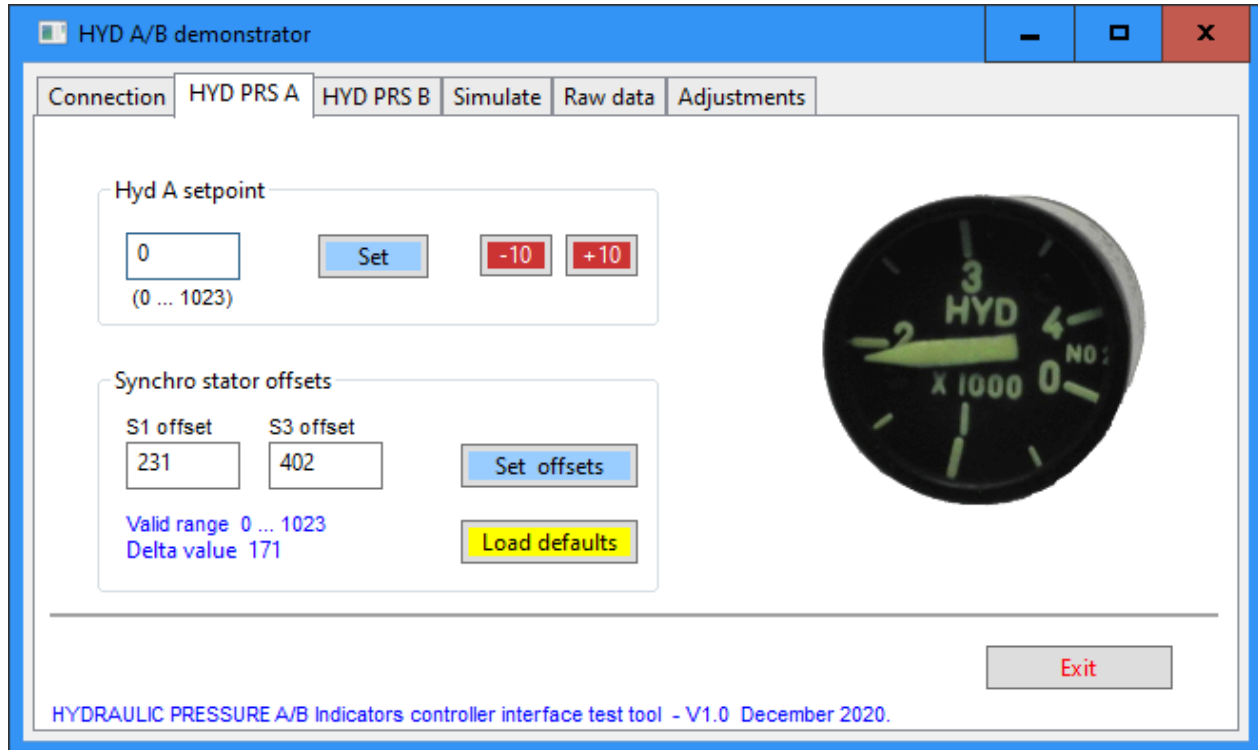 HYD A/B demonstrator
Connection HYD PRS A HYD PRS B Simulate Raw data Adjustments
Hyd A setpoint
0 Set -10 +10
(0 ... 1023)
Synchro stator offsets
S1 offset S3 offset
231 402 Set offsets
Valid range 0 ... 1023
Delta value 171
Load defaults
3
HYD
2 4
NO
X 1000 0
Exit
HYDRAULIC PRESSURE A/B Indicators controller interface test tool - V1.0 December 2020.